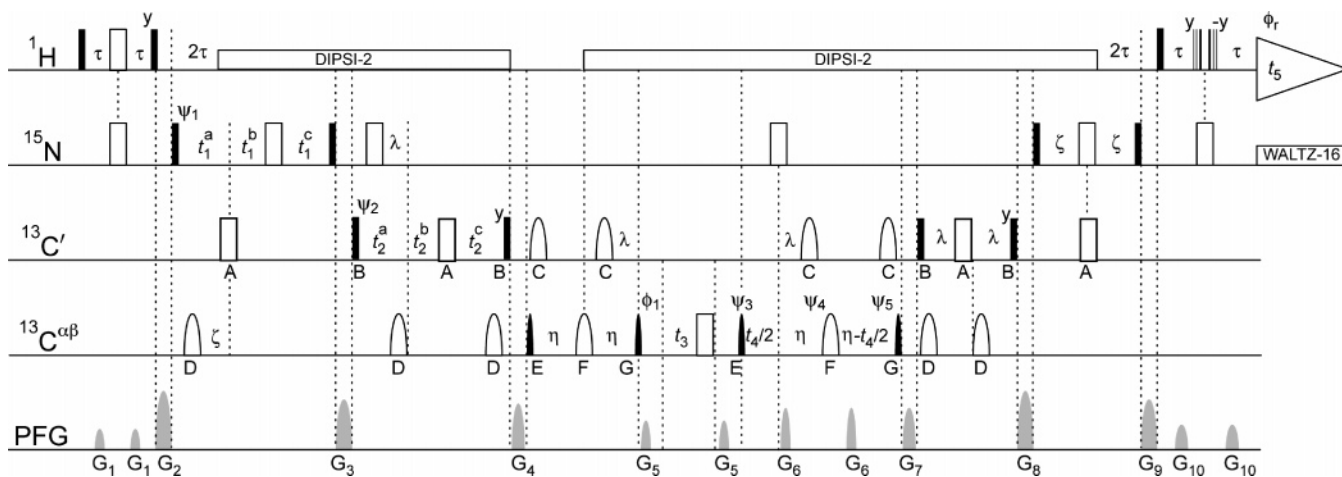 y y -y ϕr
¹H τ τ 2τ DIPSI-2 DIPSI-2 2τ τ τ t₅
ψ₁
¹⁵N t₁ᵃ t₁ᵇ t₁ᶜ λ ζ ζ WALTZ-16
ψ₂ y y
¹³C′ t₂ᵃ t₂ᵇ t₂ᶜ λ λ λ λ
A B A B C C C C B A B A
ϕ₁ ψ₃ ψ₄ ψ₅
¹³Cᵅᵝ ζ η η t₃ t₄/2 η η-t₄/2
D D D E F G E F G D D
PFG
G₁ G₁ G₂ G₃ G₄ G₅ G₅ G₆ G₆ G₇ G₈ G₉ G₁₀ G₁₀